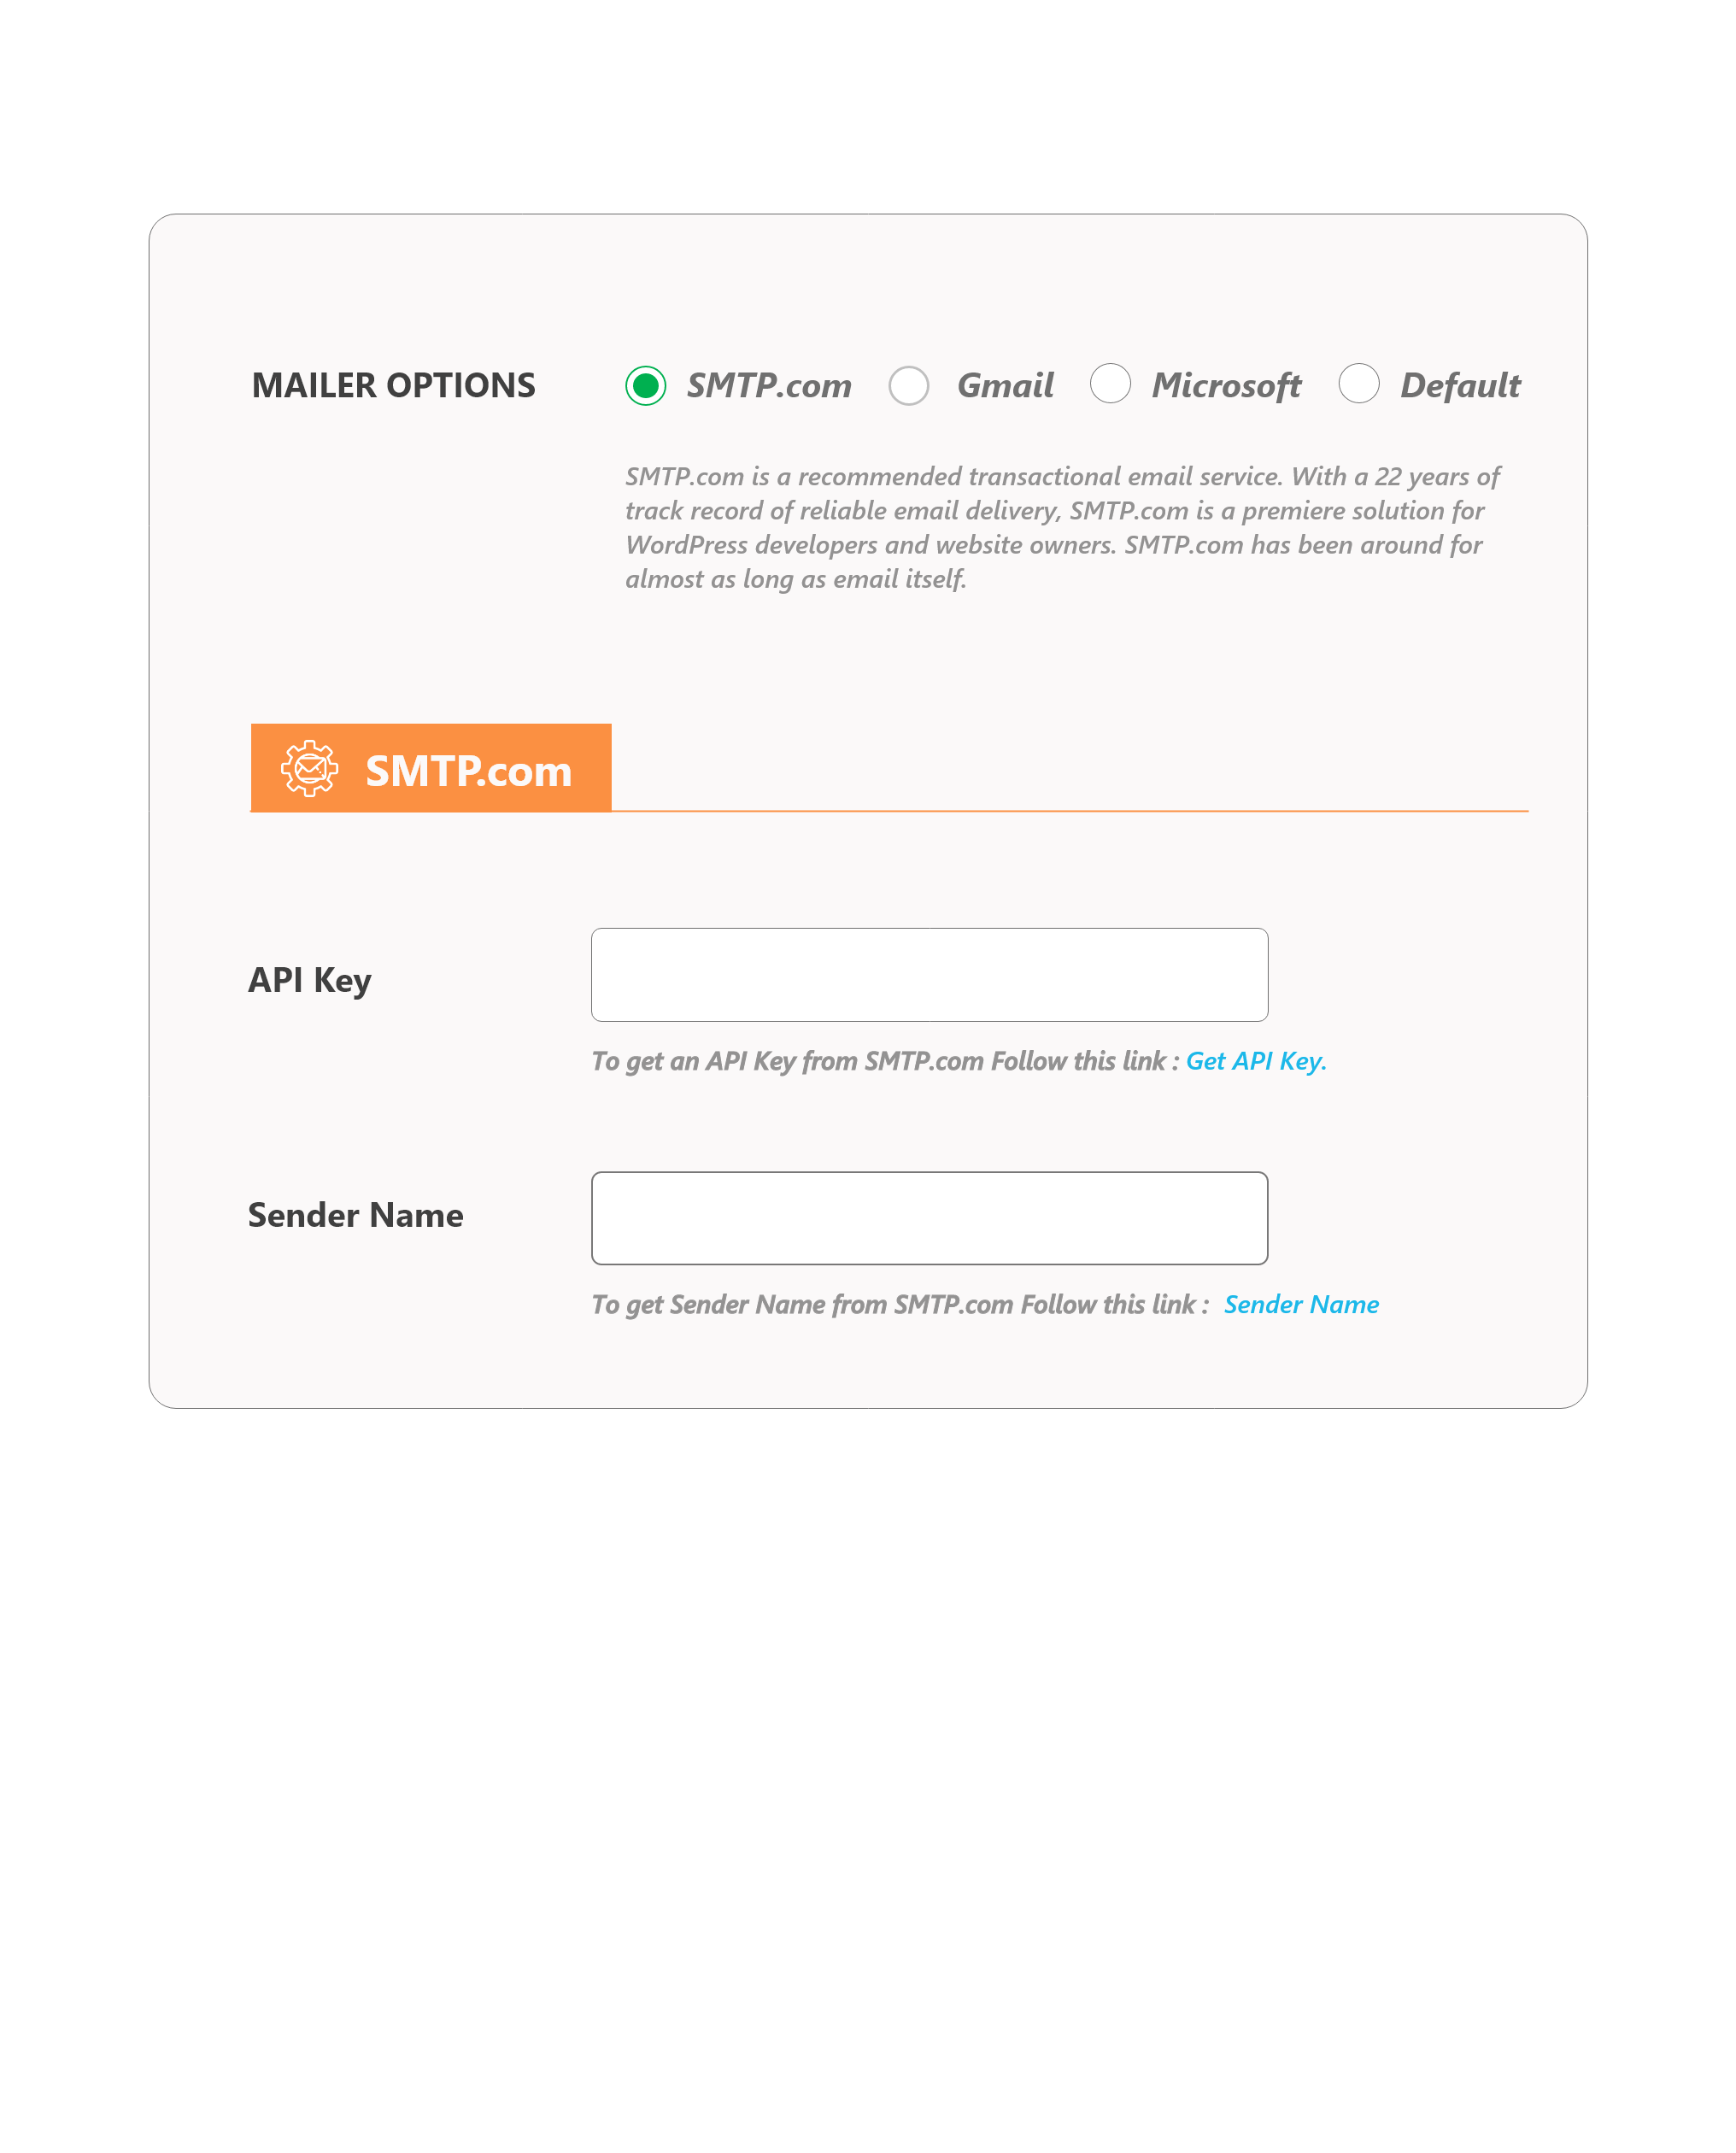 MAILER OPTIONS SMTP.com Gmail Microsoft Default
SMTP.com is a recommended transactional email service. With a 22 years of
track record of reliable email delivery, SMTP.com is a premiere solution for
WordPress developers and website owners. SMTP.com has been around for
almost as long as email itself.
SMTP.com
API Key
To get an API Key from SMTP.com Follow this link : Get API Key.
Sender Name
To get Sender Name from SMTP.com Follow this link : Sender Name